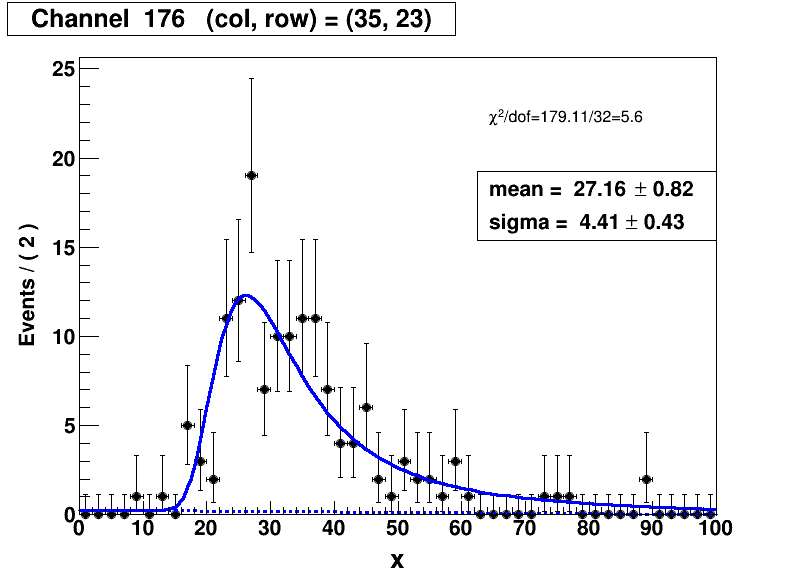 Channel 176 (col, row) = (35, 23)
χ²/dof=179.11/32=5.6
mean = 27.16 ± 0.82
sigma = 4.41 ± 0.43
Events / ( 2 )
25
20
15
10
5
0
0 10 20 30 40 50 60 70 80 90 100
x